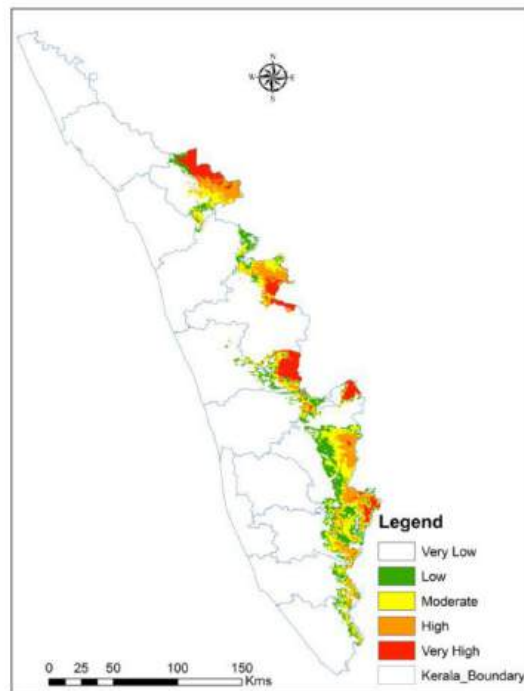 N
W E
S
Legend
Very Low
Low
Moderate
High
Very High
Kerala_Boundary
0 25 50 100 150
Kms